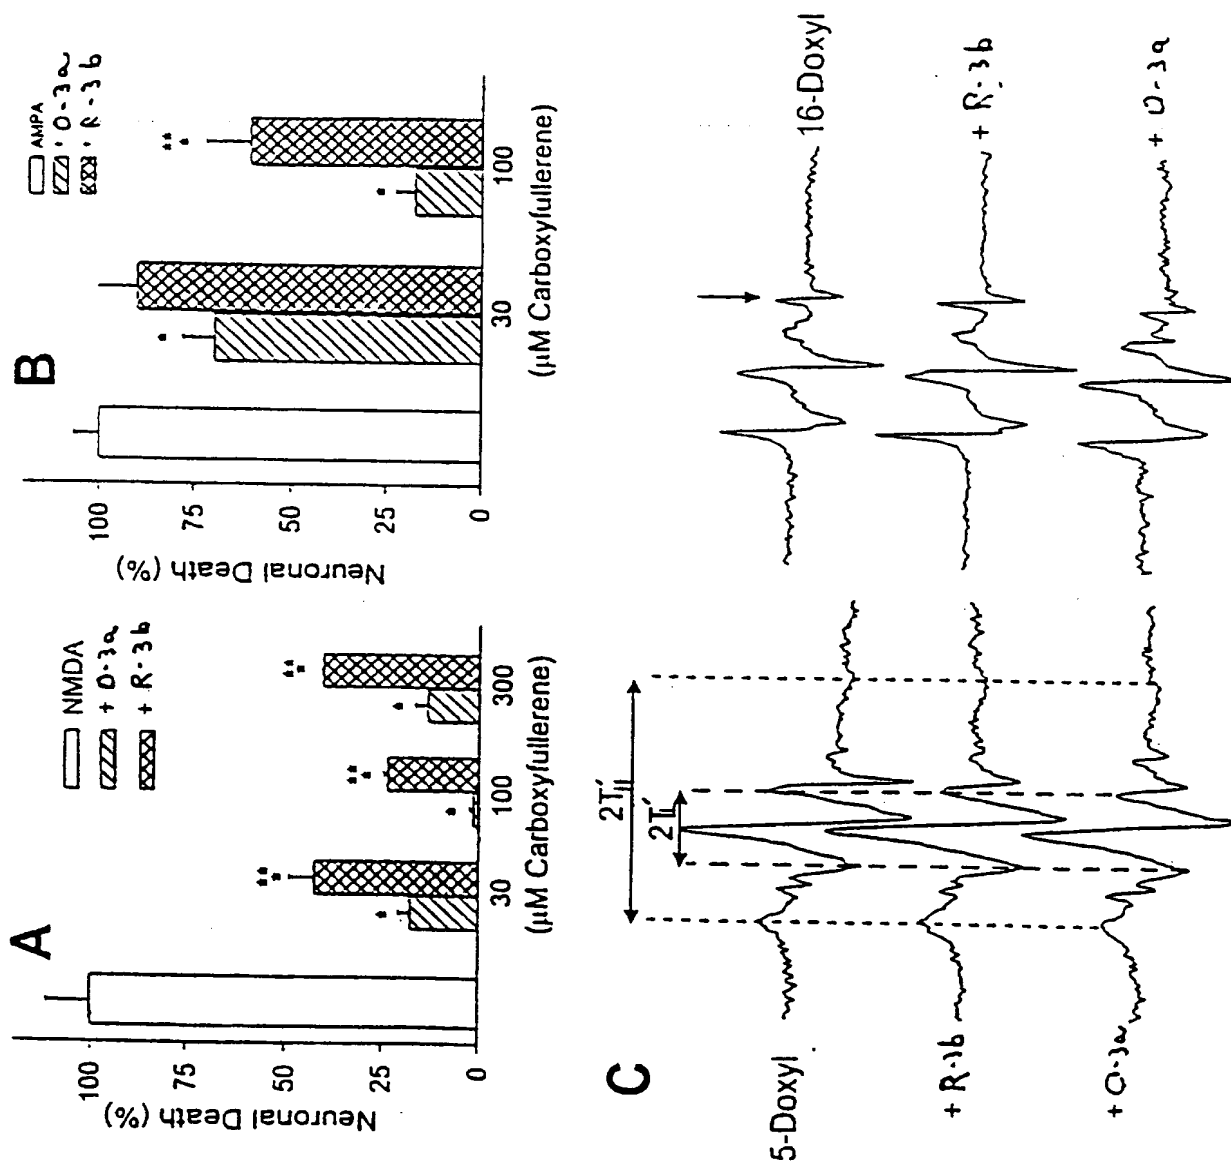 A
NMDA
+ D-3a
+ R-3b
Neuronal Death (%)
100
75
50
25
0
30
100
300
(µM Carboxyfullerene)
B
AMPA
' D-3a
' R-3b
Neuronal Death (%)
100
75
50
25
0
30
100
(µM Carboxyfullerene)
C
5-Doxyl
+ R-3b
+ D-3a
2T||'
2T⊥'
16-Doxyl
+ R-3b
+ D-3a